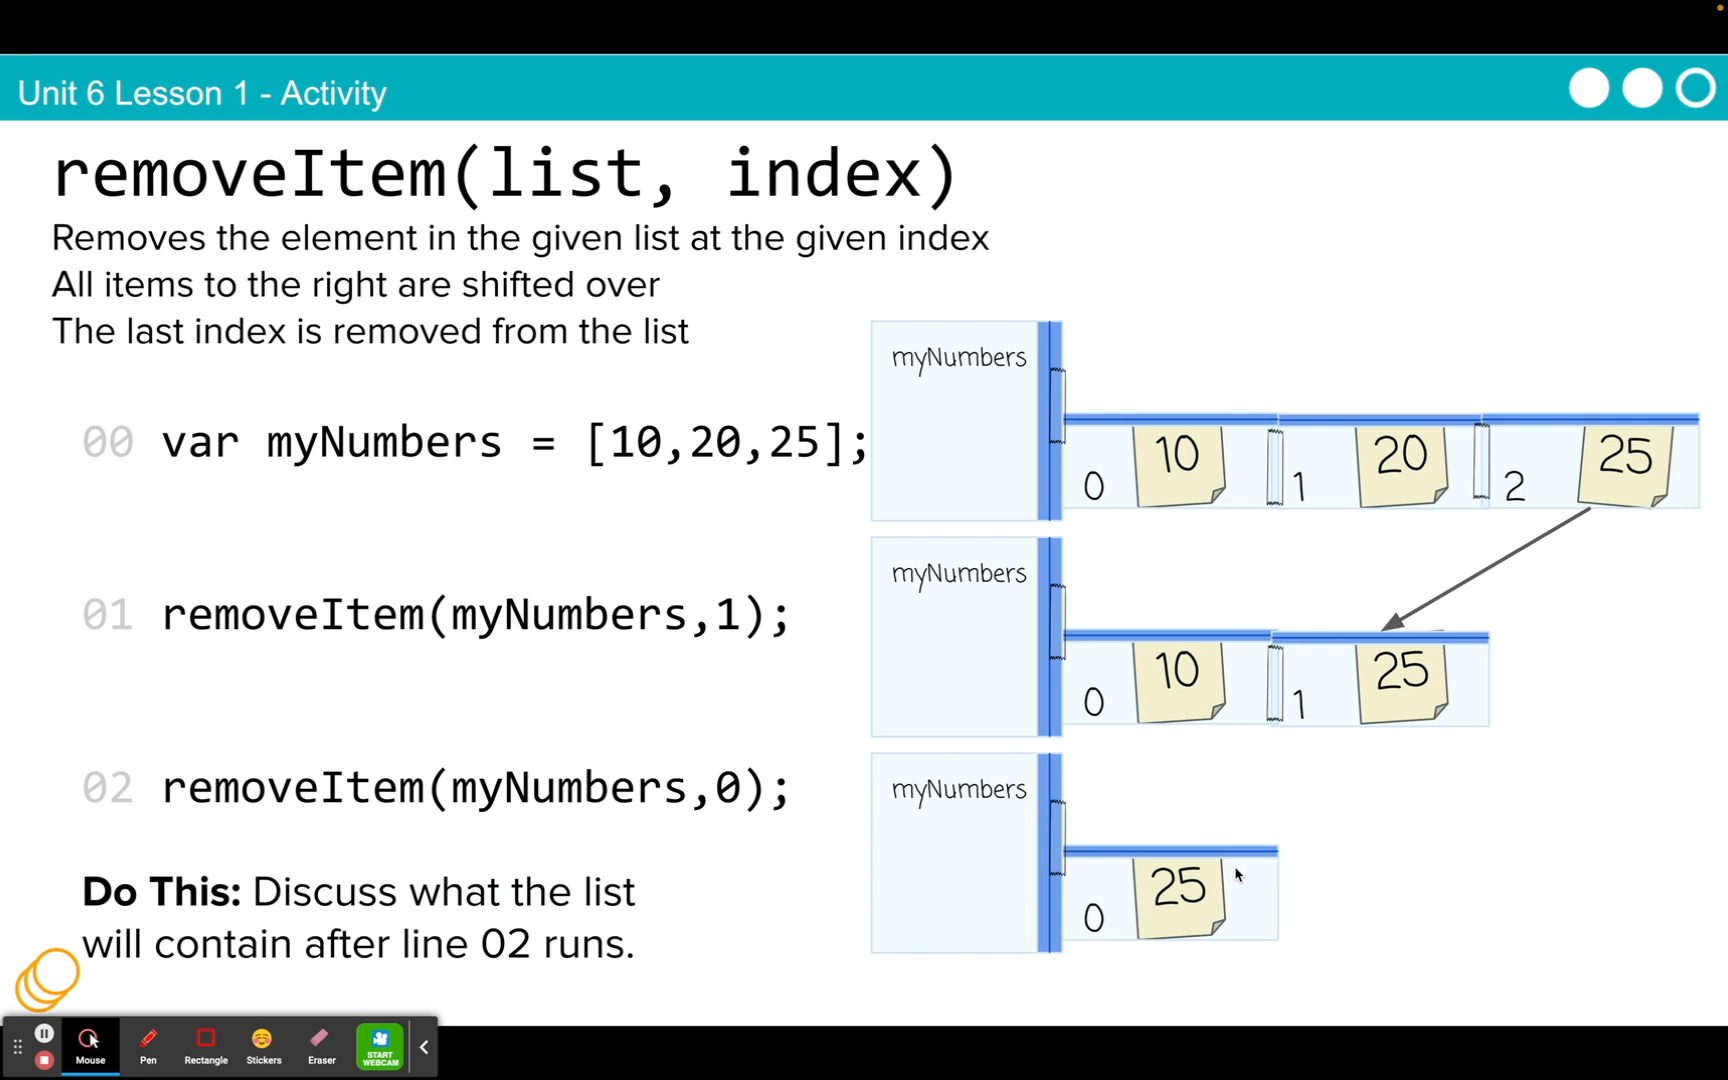 Unit 6 Lesson 1 - Activity
removeItem(list, index)
Removes the element in the given list at the given index
All items to the right are shifted over
The last index is removed from the list
myNumbers
00 var myNumbers = [10,20,25];
0 10 1 20 2 25
myNumbers
01 removeItem(myNumbers,1);
0 10 1 25
myNumbers
02 removeItem(myNumbers,0);
0 25
Do This: Discuss what the list
will contain after line 02 runs.
Mouse Pen Rectangle Stickers Eraser START
WEBCAM